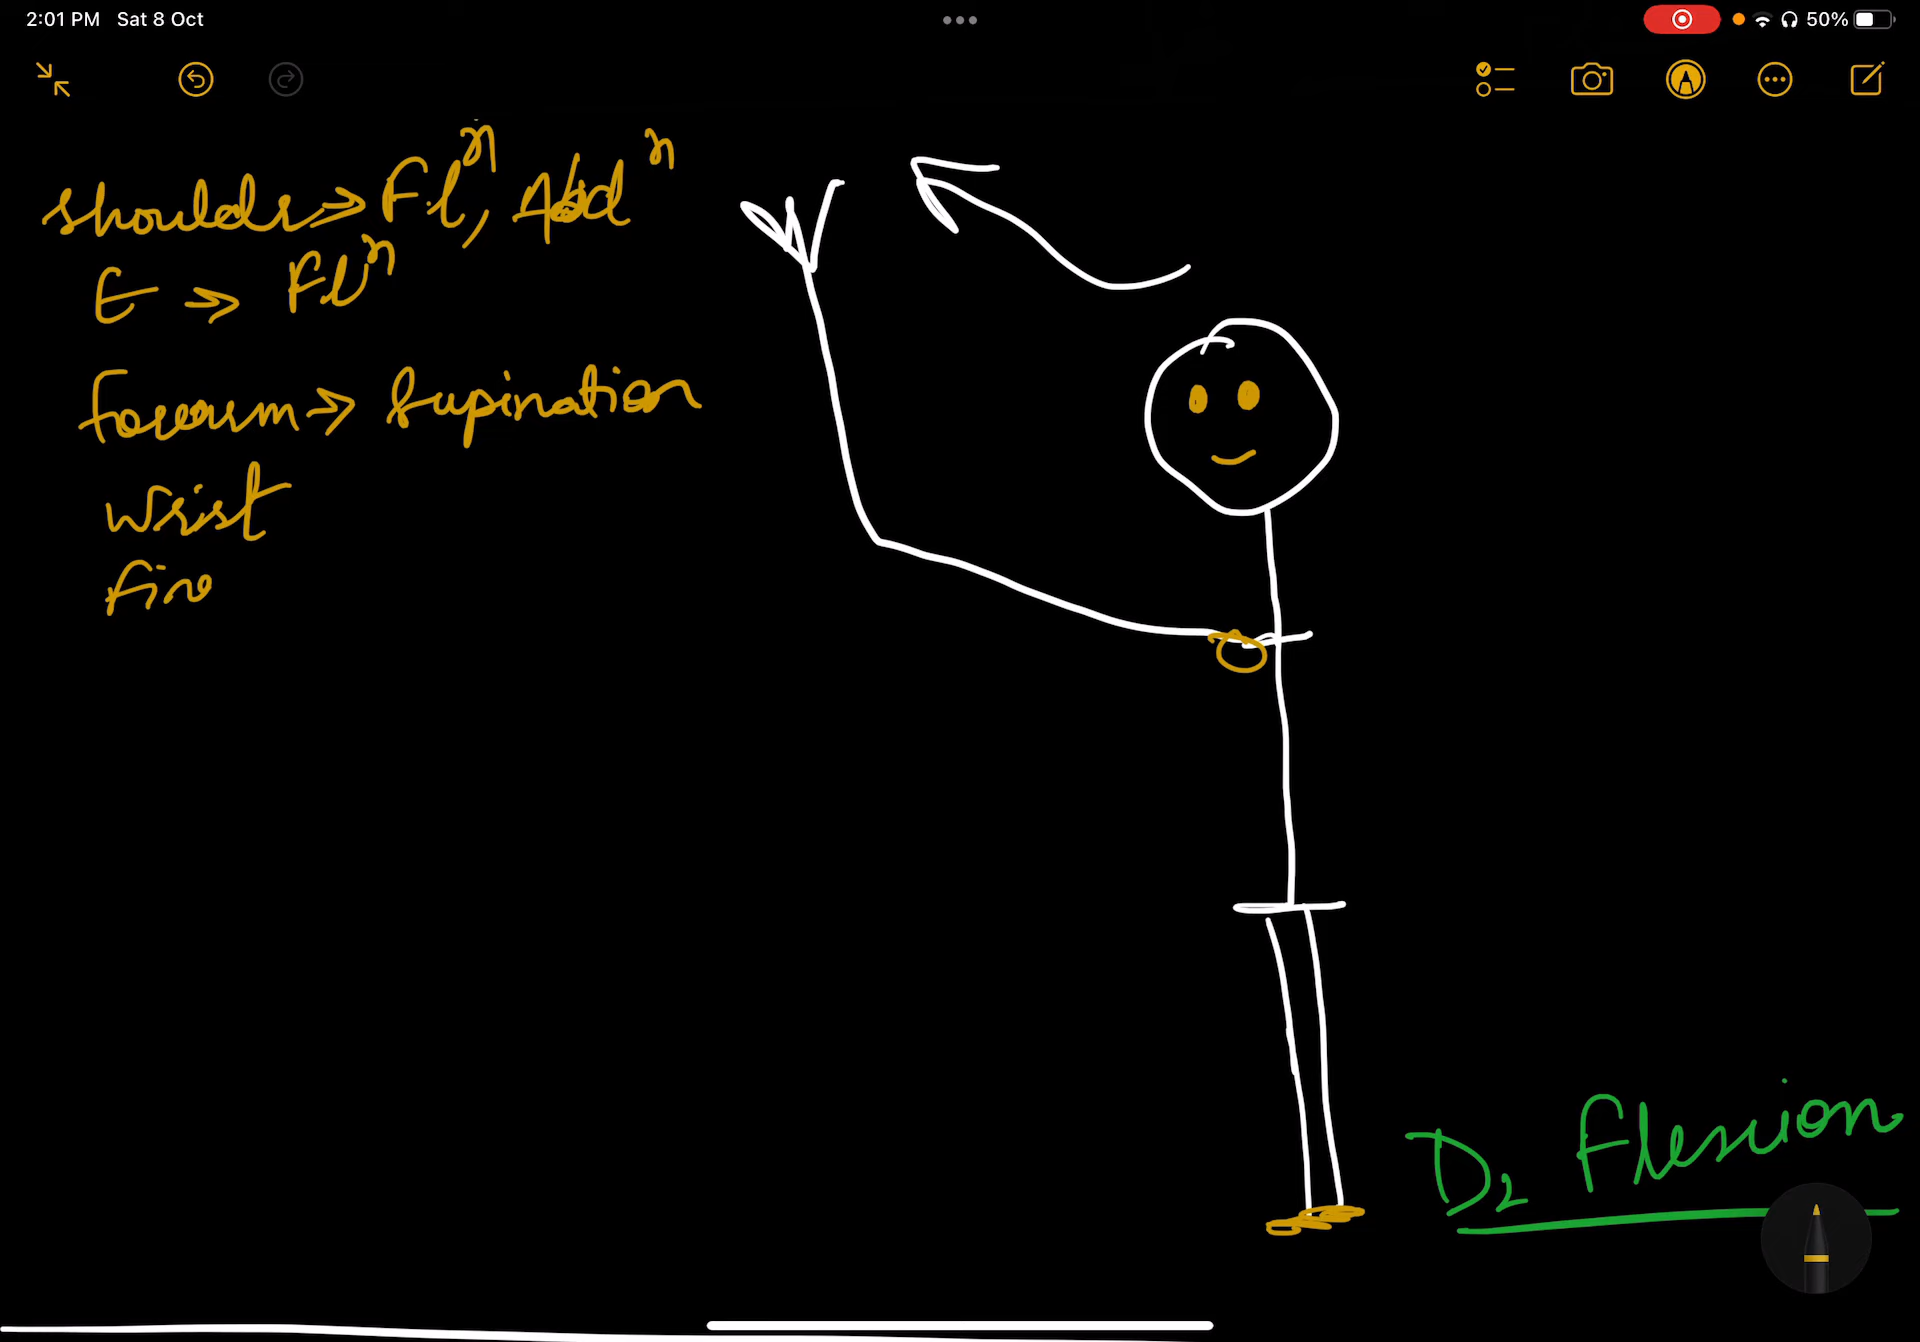 2:01 PM Sat 8 Oct
50%
shoulder → Flⁿ, Abdⁿ
E → Flⁿ
Forearm → Supination
Wrist
Fin
D₂ Flexion